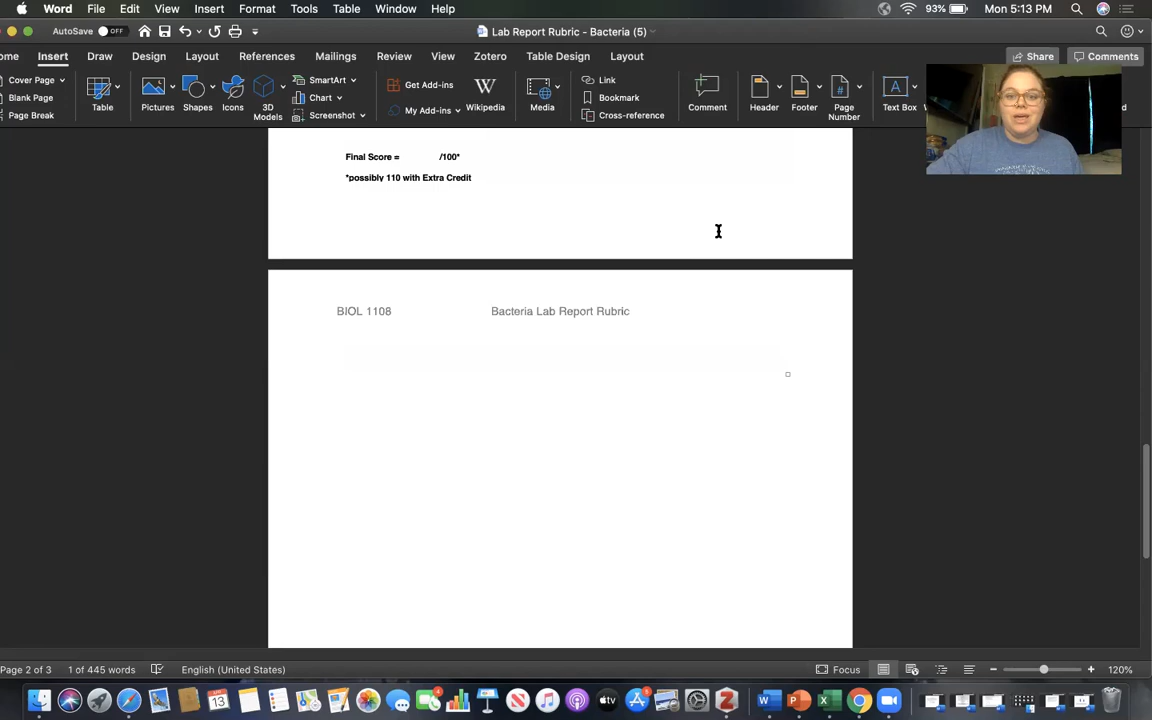 Word File Edit View Insert Format Tools Table Window Help 93% Mon 5:13 PM
AutoSave OFF Lab Report Rubric - Bacteria (5)
ome Insert Draw Design Layout References Mailings Review View Zotero Table Design Layout Share Comments
Cover Page
Blank Page
Page Break
Table
Pictures
Shapes
Icons
3D
Models
SmartArt
Chart
Screenshot
Get Add-ins
My Add-ins
Wikipedia
Media
Link
Bookmark
Cross-reference
Comment
Header
Footer
Page
Number
Text Box
Final Score = /100*
*possibly 110 with Extra Credit
BIOL 1108 Bacteria Lab Report Rubric
Page 2 of 3 1 of 445 words English (United States) Focus 120%